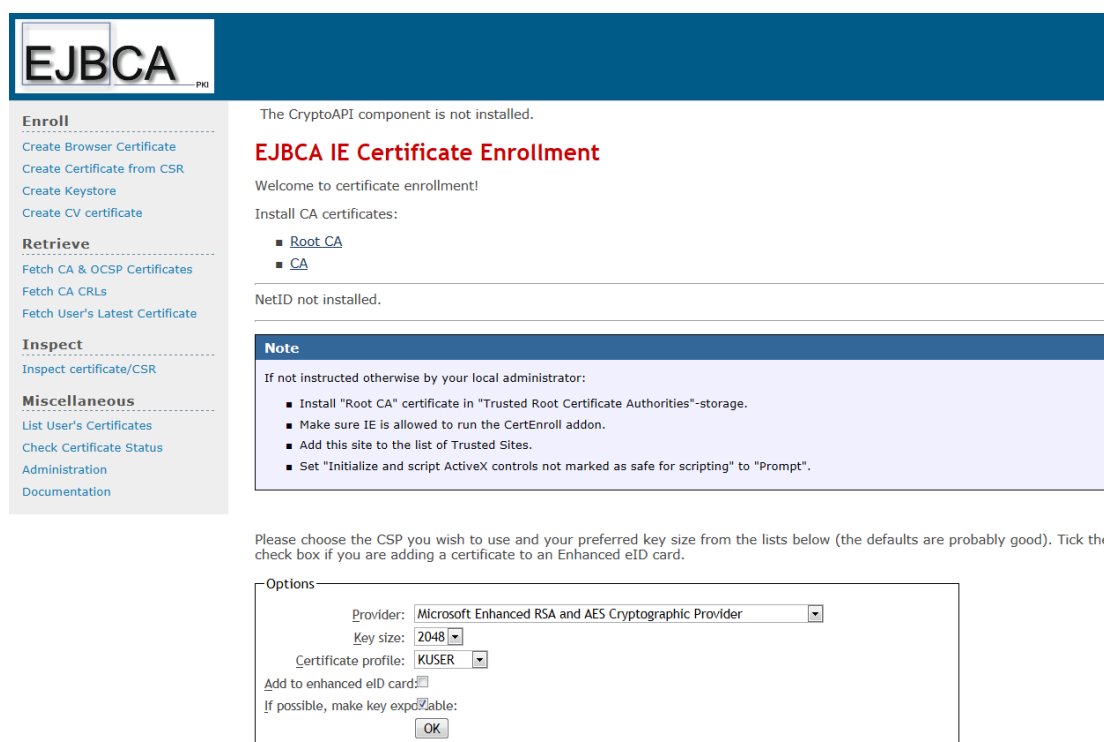 EJBCA
PKI
Enroll
Create Browser Certificate
Create Certificate from CSR
Create Keystore
Create CV certificate
Retrieve
Fetch CA & OCSP Certificates
Fetch CA CRLs
Fetch User's Latest Certificate
Inspect
Inspect certificate/CSR
Miscellaneous
List User's Certificates
Check Certificate Status
Administration
Documentation
The CryptoAPI component is not installed.
EJBCA IE Certificate Enrollment
Welcome to certificate enrollment!
Install CA certificates:
Root CA
CA
NetID not installed.
Note
If not instructed otherwise by your local administrator:
Install "Root CA" certificate in "Trusted Root Certificate Authorities"-storage.
Make sure IE is allowed to run the CertEnroll addon.
Add this site to the list of Trusted Sites.
Set "Initialize and script ActiveX controls not marked as safe for scripting" to "Prompt".
Please choose the CSP you wish to use and your preferred key size from the lists below (the defaults are probably good). Tick the
check box if you are adding a certificate to an Enhanced eID card.
Options
Provider: Microsoft Enhanced RSA and AES Cryptographic Provider
Key size: 2048
Certificate profile: KUSER
Add to enhanced eID card:
If possible, make key exportable:
OK